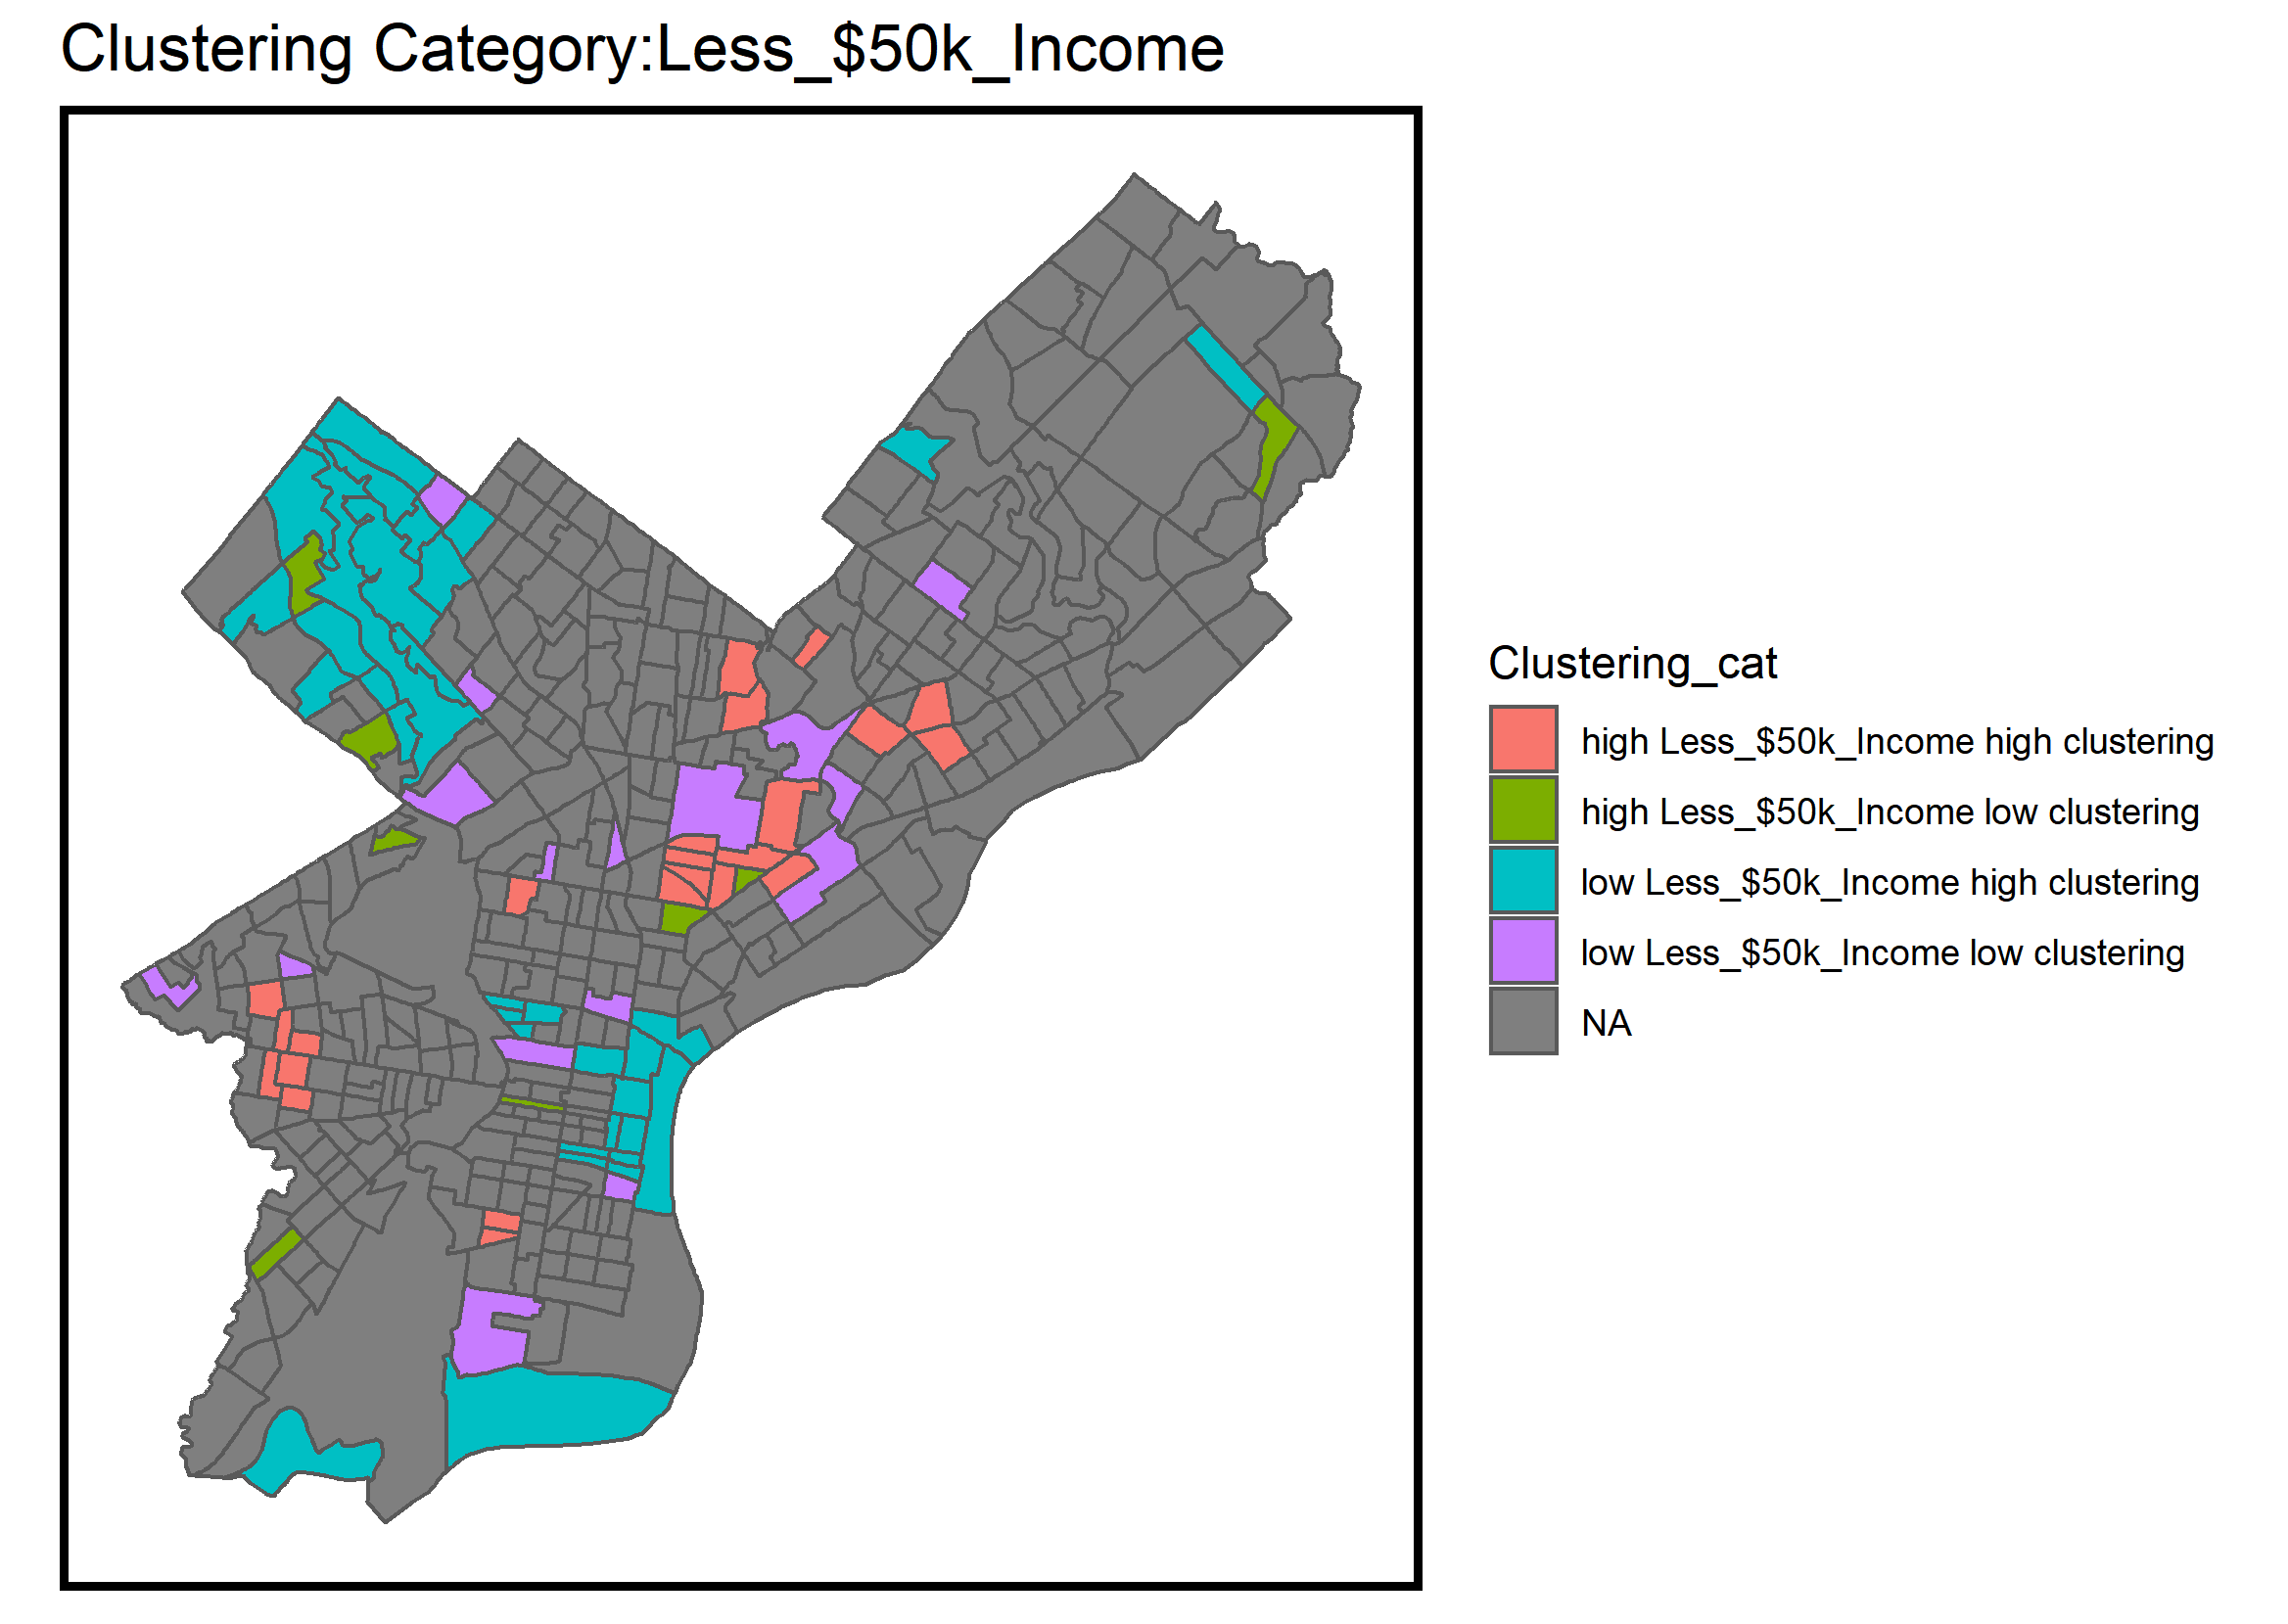 Clustering Category:Less_$50k_Income
Clustering_cat
high Less_$50k_Income high clustering
high Less_$50k_Income low clustering
low Less_$50k_Income high clustering
low Less_$50k_Income low clustering
NA